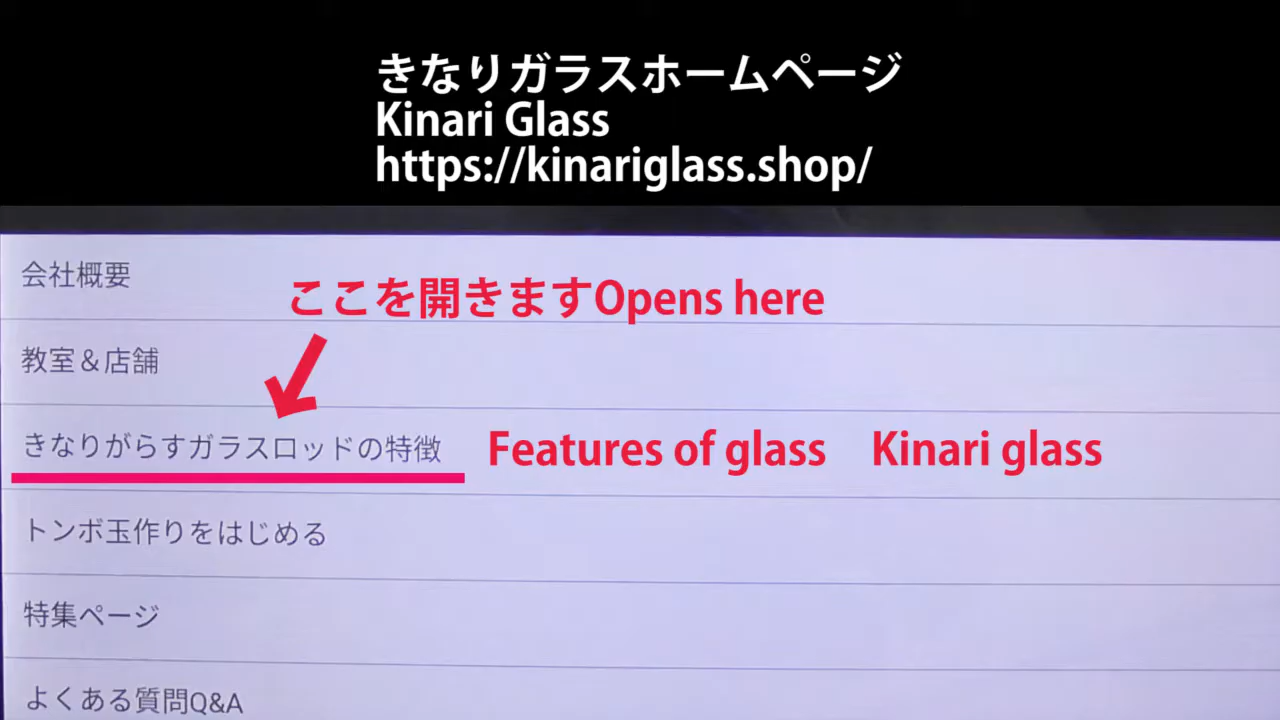 きなりガラスホームページ
Kinari Glass
https://kinariglass.shop/
会社概要
ここを開きますOpens here
教室＆店舗
きなりがらすガラスロッドの特徴 Features of glass Kinari glass
トンボ玉作りをはじめる
特集ページ
よくある質問Q&A